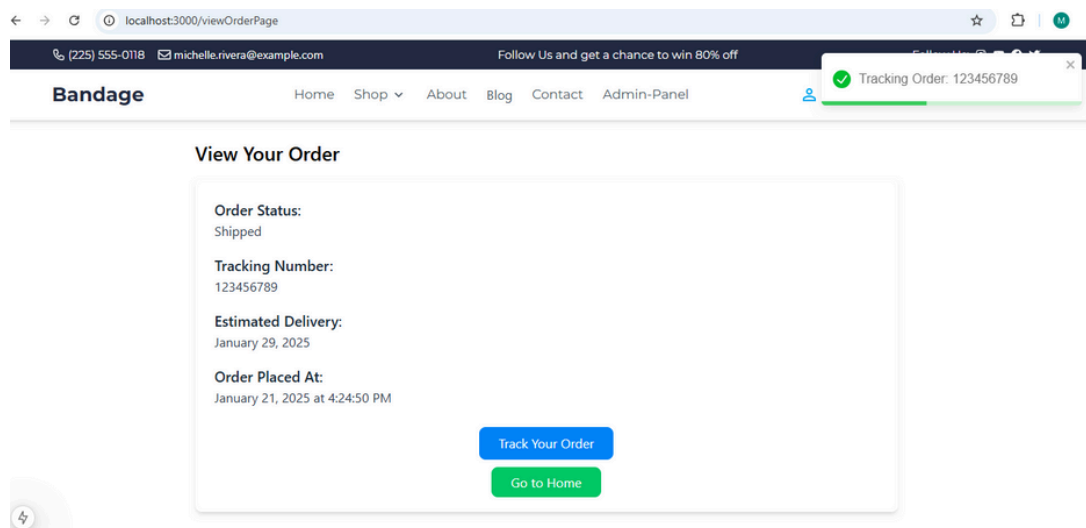 localhost:3000/viewOrderPage
M
(225) 555-0118 michelle.rivera@example.com Follow Us and get a chance to win 80% off
Tracking Order: 123456789
Bandage Home Shop About Blog Contact Admin-Panel
View Your Order
Order Status:
Shipped
Tracking Number:
123456789
Estimated Delivery:
January 29, 2025
Order Placed At:
January 21, 2025 at 4:24:50 PM
Track Your Order
Go to Home